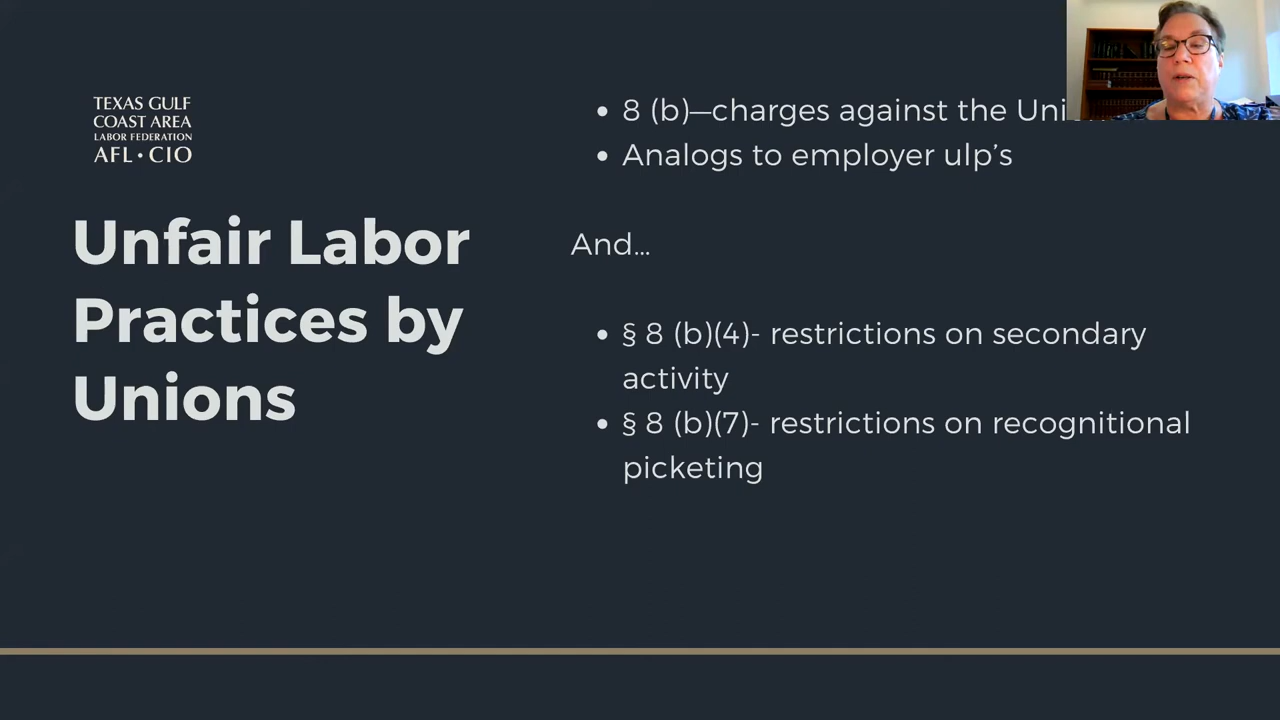 TEXAS GULF
COAST AREA
LABOR FEDERATION
AFL • CIO
Unfair Labor
Practices by
Unions
• 8 (b)—charges against the
• Analogs to employer ulp’s
And...
• § 8 (b)(4)- restrictions on secondary
activity
• § 8 (b)(7)- restrictions on recognitional
picketing